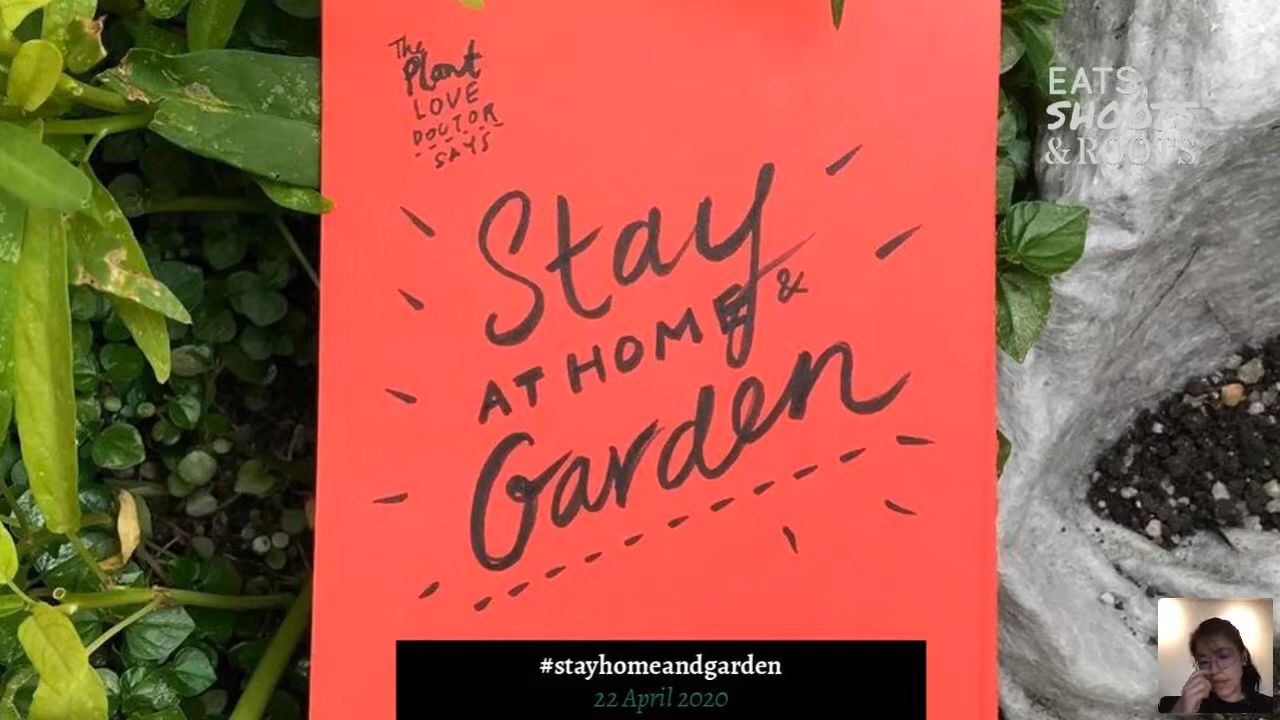 The
Plant
LOVE
DOCTOR
SAYS
Stay
AT HOME &
Garden
EATS,
SHOOTS
& ROOTS
#stayhomeandgarden
22 April 2020